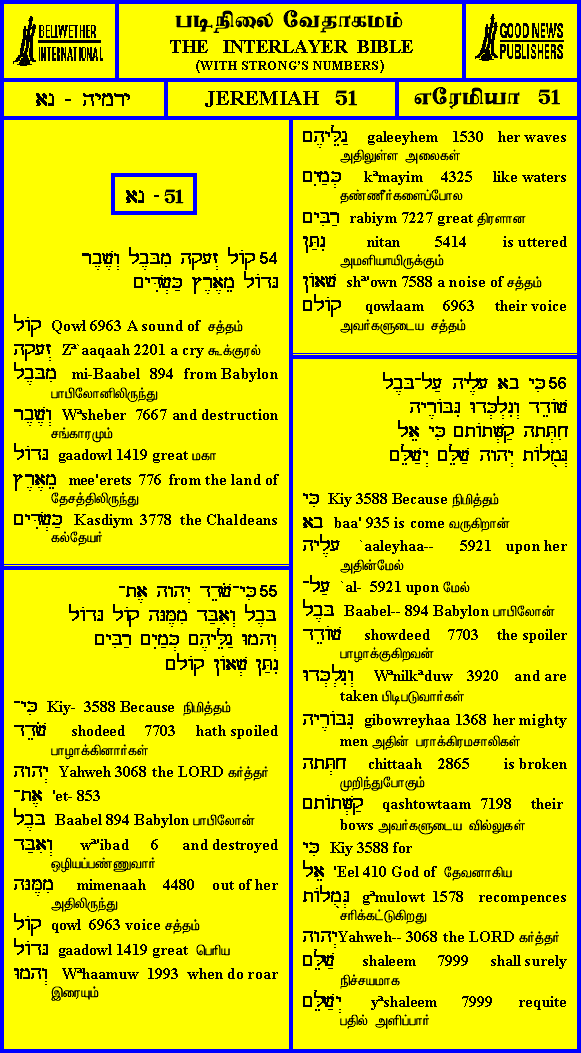 BELLWETHER
INTERNATIONAL
படிநிலை வேதாகமம்
THE INTERLAYER BIBLE
(WITH STRONG'S NUMBERS)
GOOD NEWS
PUBLISHERS
ירמיה - נא
JEREMIAH 51
எரேமியா 51
נא - 51
54 קוֹל זְעָקָה מִבָּבֶל וְשֶׁבֶר
גָּדוֹל מֵאֶרֶץ כַּשְׂדִּים
קוֹל Qowl 6963 A sound of சத்தம்
זְעָקָה Zª`aaqaah 2201 a cry கூக்குரல்
מִבָּבֶל mi-Baabel 894 from Babylon
பாபிலோனிலிருந்து
וְשֶׁבֶר Wªsheber 7667 and destruction
சங்காரமும்
גָּדוֹל gaadowl 1419 great மகா
מֵאֶרֶץ mee'erets 776 from the land of
தேசத்திலிருந்து
כַּשְׂדִּים Kasdiym 3778 the Chaldeans
கல்தேயர்
55 כִּי־שֹׁדֵד יְהוָה אֶת־
בָּבֶל וְאִבַּד מִמֶּנָּה קוֹל גָּדוֹל
וְהָמוּ גַלֵּיהֶם כְּמַיִם רַבִּים
נִתַּן שְׁאוֹן קוֹלָם
כִּי־ Kiy- 3588 Because நிமித்தம்
שֹׁדֵד shodeed 7703 hath spoiled
பாழாக்கினார்கள்
יְהוָה Yahweh 3068 the LORD கர்த்தர்
אֶת־ 'et- 853
בָּבֶל Baabel 894 Babylon பாபிலோன்
וְאִבַּד wª'ibad 6 and destroyed
ஒழியப்பண்ணுவார்
מִמֶּנָּה mimenaah 4480 out of her
அதிலிருந்து
קוֹל qowl 6963 voice சத்தம்
גָּדוֹל gaadowl 1419 great பெரிய
וְהָמוּ Wªhaamuw 1993 when do roar
இரையும்
גַלֵּיהֶם galeeyhem 1530 her waves
அதிலுள்ள அலைகள்
כְּמַיִם kªmayim 4325 like waters
தண்ணீர்களைப்போல
רַבִּים rabiym 7227 great திரளான
נִתַּן nitan 5414 is uttered
அமளியாயிருக்கும்
שְׁאוֹן shª'own 7588 a noise of சத்தம்
קוֹלָם qowlaam 6963 their voice
அவர்களுடைய சத்தம்
56 כִּי בָא עָלֶיהָ עַל־בָּבֶל
שׁוֹדֵד וְנִלְכְּדוּ גִּבּוֹרֶיהָ
חִתְּתָה קַשְּׁתוֹתָם כִּי אֵל
גְּמֻלוֹת יְהוָה שַׁלֵּם יְשַׁלֵּם
כִּי Kiy 3588 Because நிமித்தம்
בָא baa' 935 is come வருகிறான்
עָלֶיהָ `aaleyhaa-- 5921 upon her
அதின்மேல்
עַל־ `al- 5921 upon மேல்
בָּבֶל Baabel-- 894 Babylon பாபிலோன்
שׁוֹדֵד showdeed 7703 the spoiler
பாழாக்குகிறவன்
וְנִלְכְּדוּ Wªnilkªduw 3920 and are
taken பிடிபடுவார்கள்
גִּבּוֹרֶיהָ gibowreyhaa 1368 her mighty
men அதின் பராக்கிரமசாலிகள்
חִתְּתָה chittaah 2865 is broken
முறிந்துபோகும்
קַשְּׁתוֹתָם qashtowtaam 7198 their
bows அவர்களுடைய வில்லுகள்
כִּי Kiy 3588 for
אֵל 'Eel 410 God of தேவனாகிய
גְּמֻלוֹת gªmulowt 1578 recompences
சரிக்கட்டுகிறது
יְהוָה Yahweh-- 3068 the LORD கர்த்தர்
שַׁלֵּם shaleem 7999 shall surely
நிச்சயமாக
יְשַׁלֵּם yªshaleem 7999 requite
பதில் அளிப்பார்